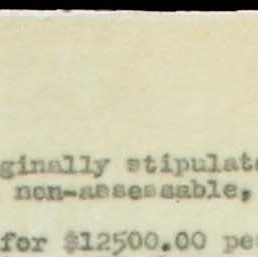 ginally stipulate
non-assessable,
for $12500.00 pe